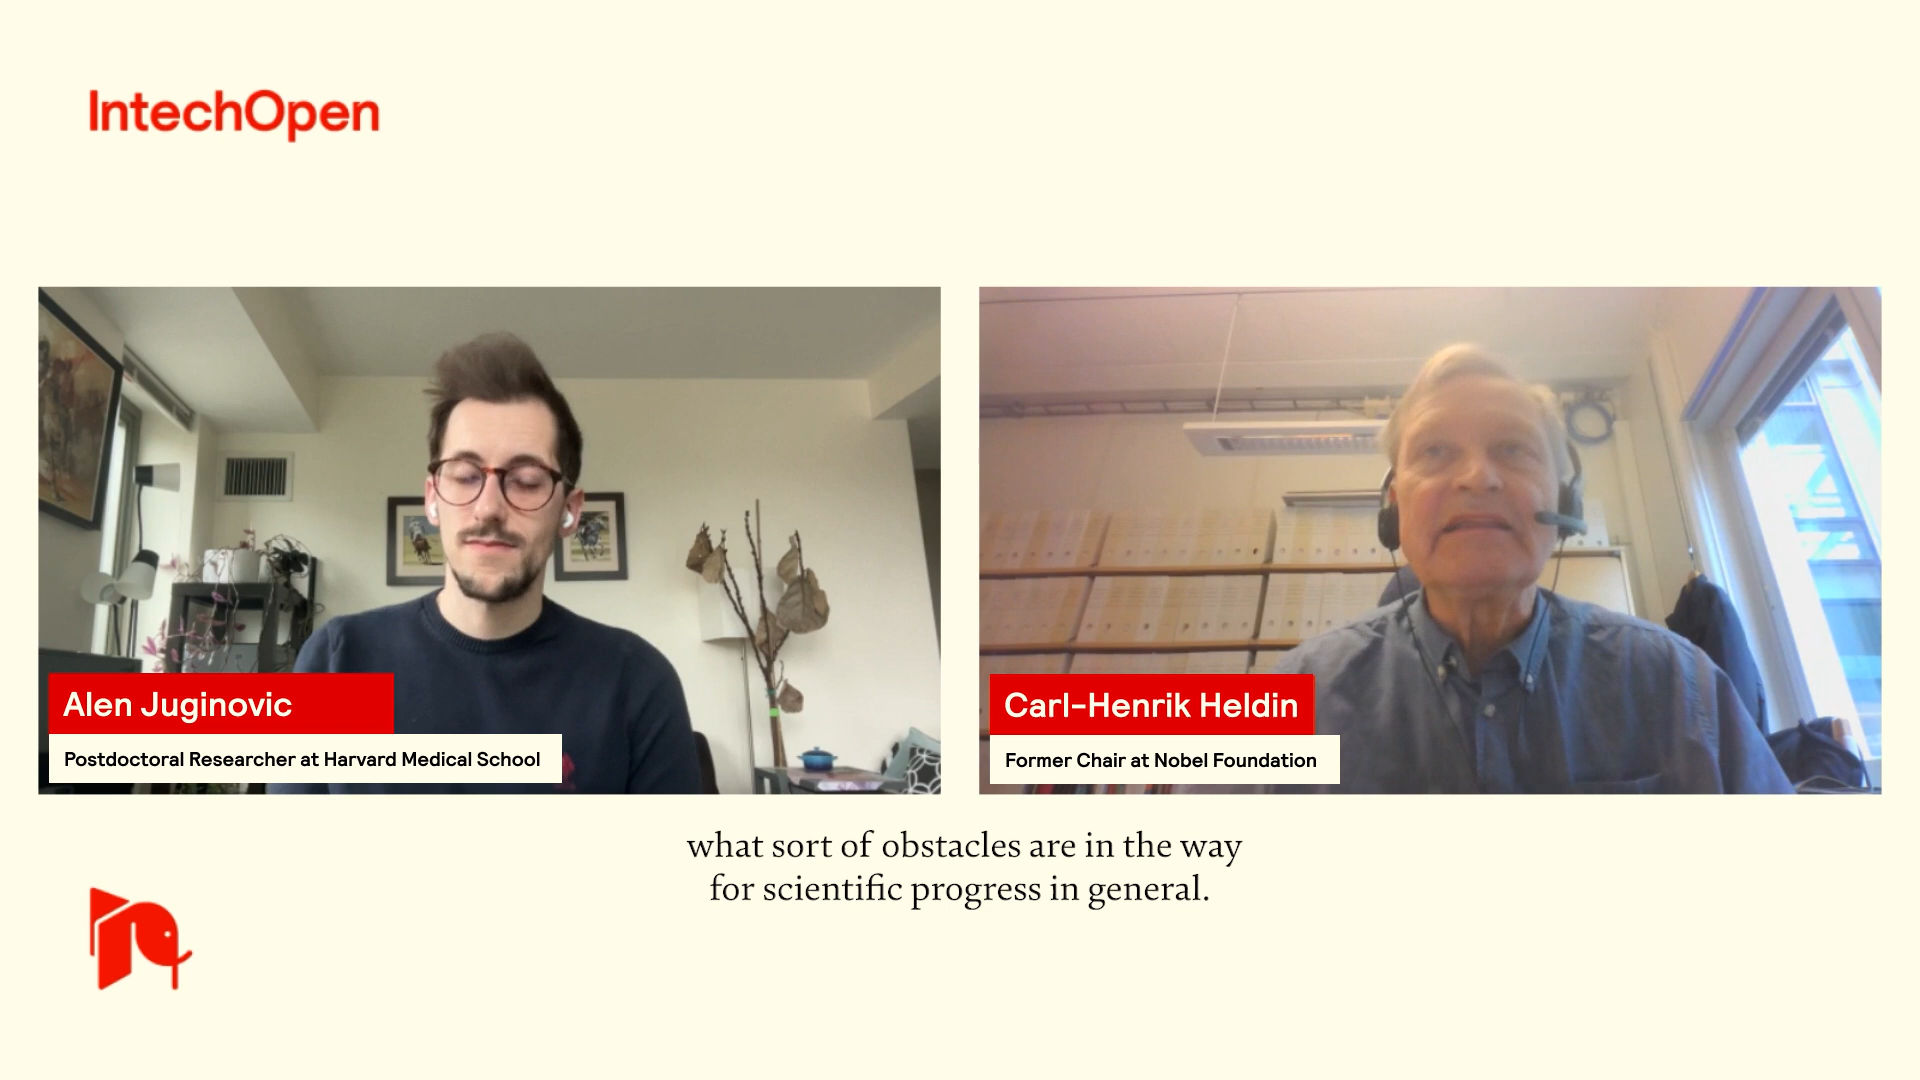 IntechOpen
Alen Juginovic
Postdoctoral Researcher at Harvard Medical School
Carl-Henrik Heldin
Former Chair at Nobel Foundation
what sort of obstacles are in the way
for scientific progress in general.